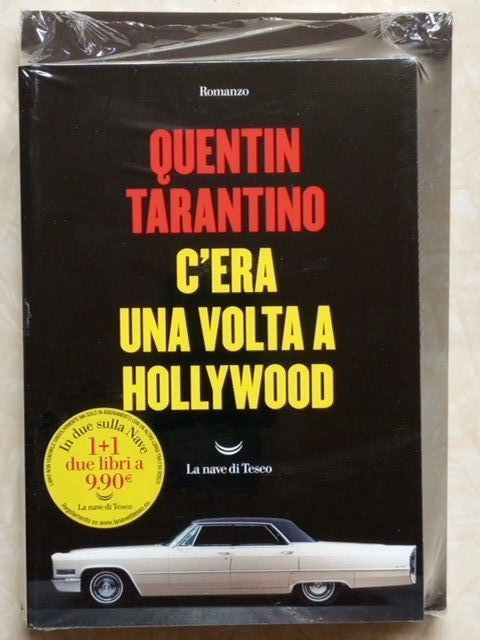 Romanzo
QUENTIN
TARANTINO
C'ERA
UNA VOLTA A
HOLLYWOOD
La nave di Teseo
In due sulla Nave
1+1
due libri a
9.90€
La nave di Teseo